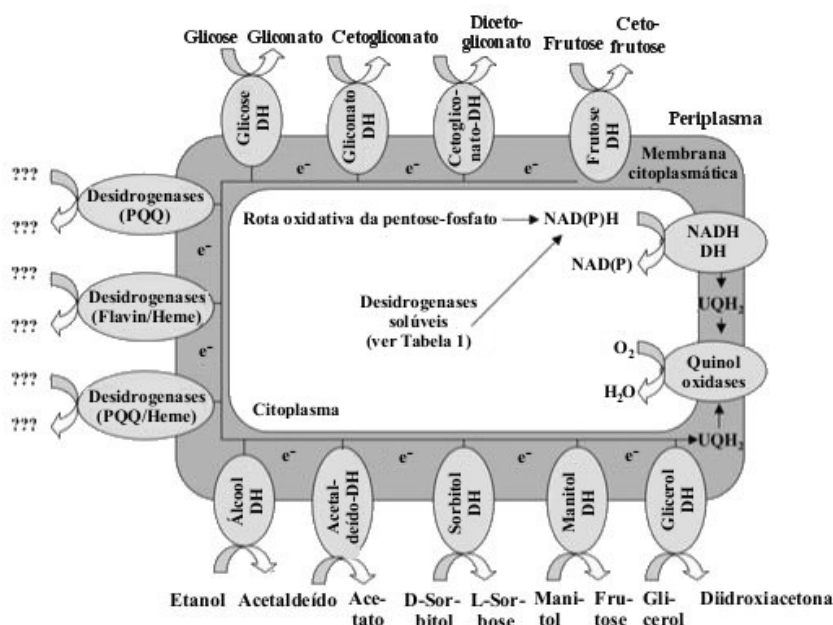 Glicose Gliconato Cetogliconato Diceto-
gliconato Frutose Ceto-
frutose
Glicose
DH
Gliconato
DH
Cetoglico-
nato-DH
Frutose
DH
Periplasma
Membrana
citoplasmática
e⁻ e⁻ e⁻ e⁻
???
???
Desidrogenases
(PQQ)
e⁻
???
???
Desidrogenases
(Flavin/Heme)
e⁻
???
???
Desidrogenases
(PQQ/Heme)
Rota oxidativa da pentose-fosfato NAD(P)H
NAD(P)
NADH
DH
UQH₂
Desidrogenases
solúveis
(ver Tabela 1)
O₂
H₂O
Quinol
oxidases
UQH₂
Citoplasma
e⁻ e⁻ e⁻ e⁻
Álcool
DH
Acetal-
deído-DH
Sorbitol
DH
Manitol
DH
Glicerol
DH
Etanol Acetaldeído Ace-
tato
D-Sor-
bitol
L-Sor-
bose
Mani-
tol
Fru-
tose
Gli-
cerol
Diidroxiacetona